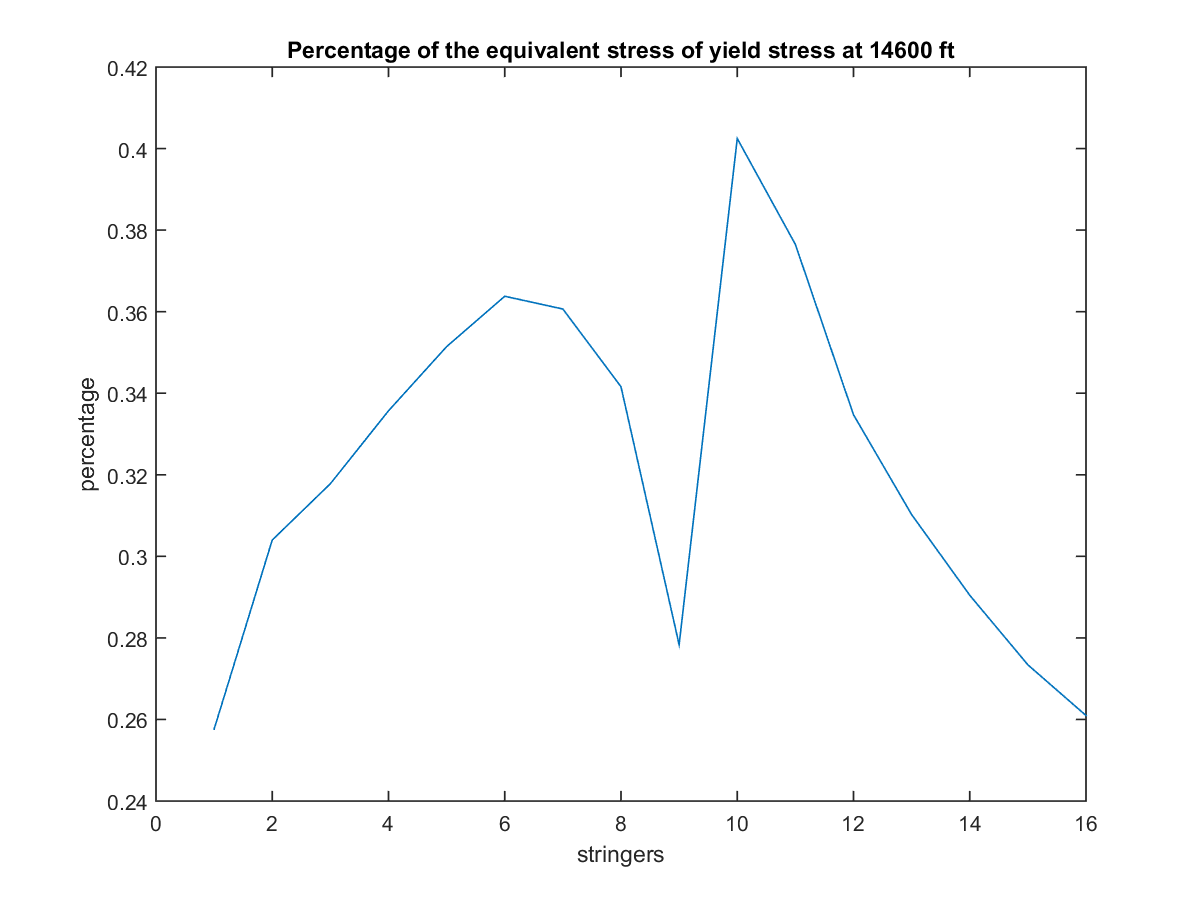 Percentage of the equivalent stress of yield stress at 14600 ft
0.42
0.4
0.38
0.36
0.34
0.32
0.3
0.28
0.26
0.24
percentage
0 2 4 6 8 10 12 14 16
stringers